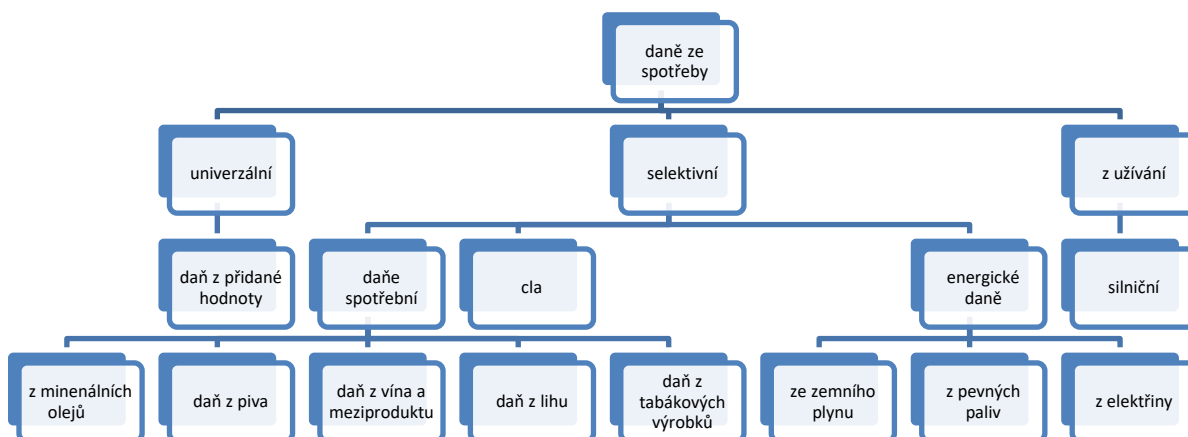 daně ze
spotřeby
univerzální
selektivní
z užívání
daň z přidané
hodnoty
daňe
spotřební
cla
energické
daně
silniční
z minenálních
olejů
daň z piva
daň z vína a
meziproduktu
daň z lihu
daň z
tabákových
výrobků
ze zemního
plynu
z pevných
paliv
z elektřiny